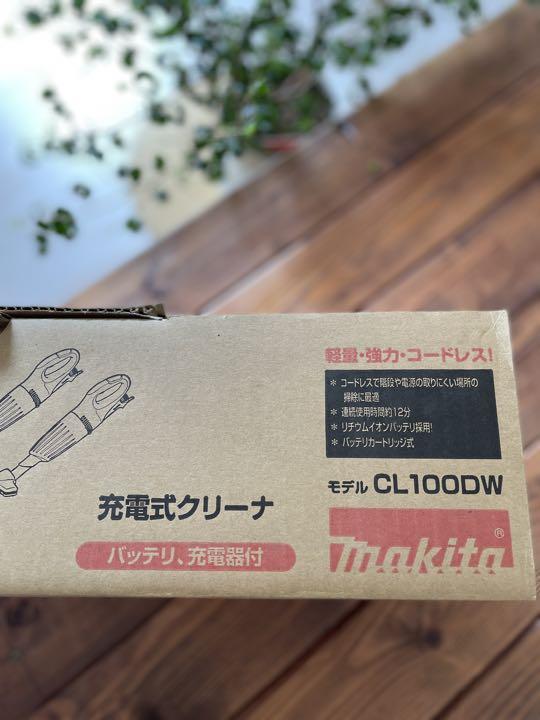 軽量・強力・コードレス!
* コードレスで階段や電源の取りにくい場所の
掃除に最適
* 連続使用時間約12分
* リチウムイオンバッテリ採用!
* バッテリカートリッジ式
モデル CL100DW
充電式クリーナ
バッテリ、充電器付
makita®